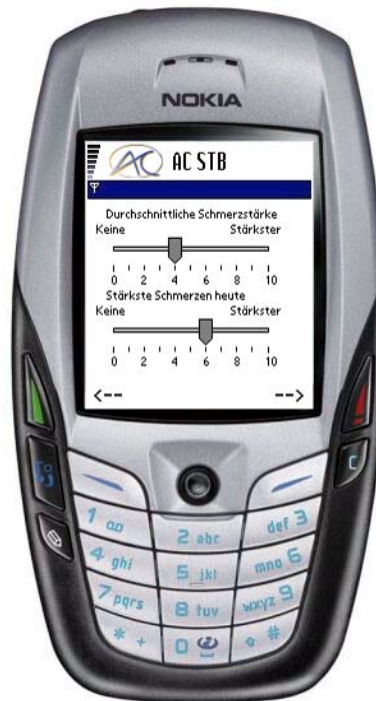 NOKIA
AC AC STB
Durchschnittliche Schmerzstärke
Keine Stärkster
0 2 4 6 8 10
Stärkste Schmerzen heute
Keine Stärkster
0 2 4 6 8 10
<-- -->
C
1 2 abc def 3
4 ghi 5 jkl mno 6
7 pqrs 8 tuv wxyz 9
* + 0 #